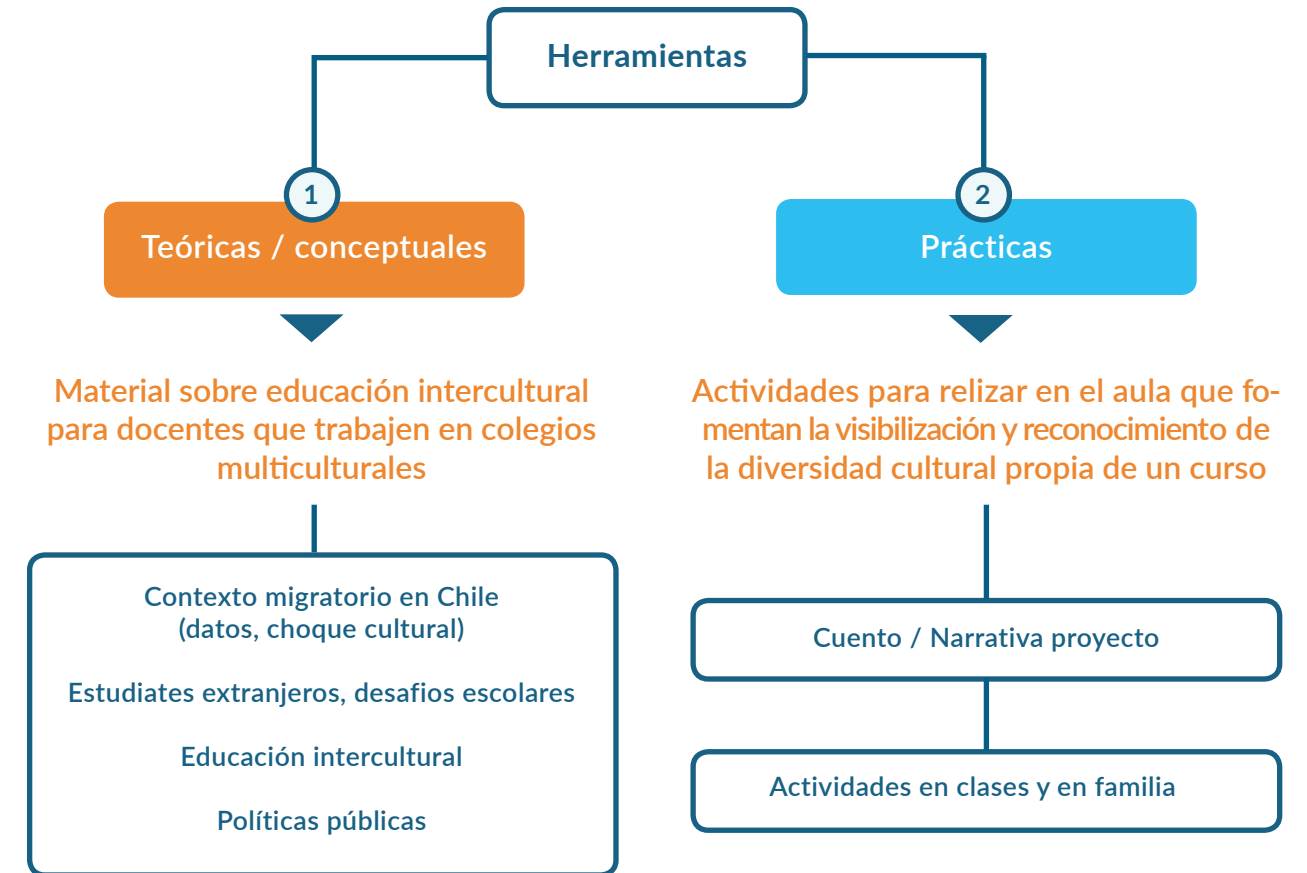 Herramientas
1
Teóricas / conceptuales
Material sobre educación intercultural
para docentes que trabajen en colegios
multiculturales
Contexto migratorio en Chile
(datos, choque cultural)
Estudiates extranjeros, desafios escolares
Educación intercultural
Políticas públicas
2
Prácticas
Actividades para relizar en el aula que fo-
mentan la visibilización y reconocimiento de
la diversidad cultural propia de un curso
Cuento / Narrativa proyecto
Actividades en clases y en familia